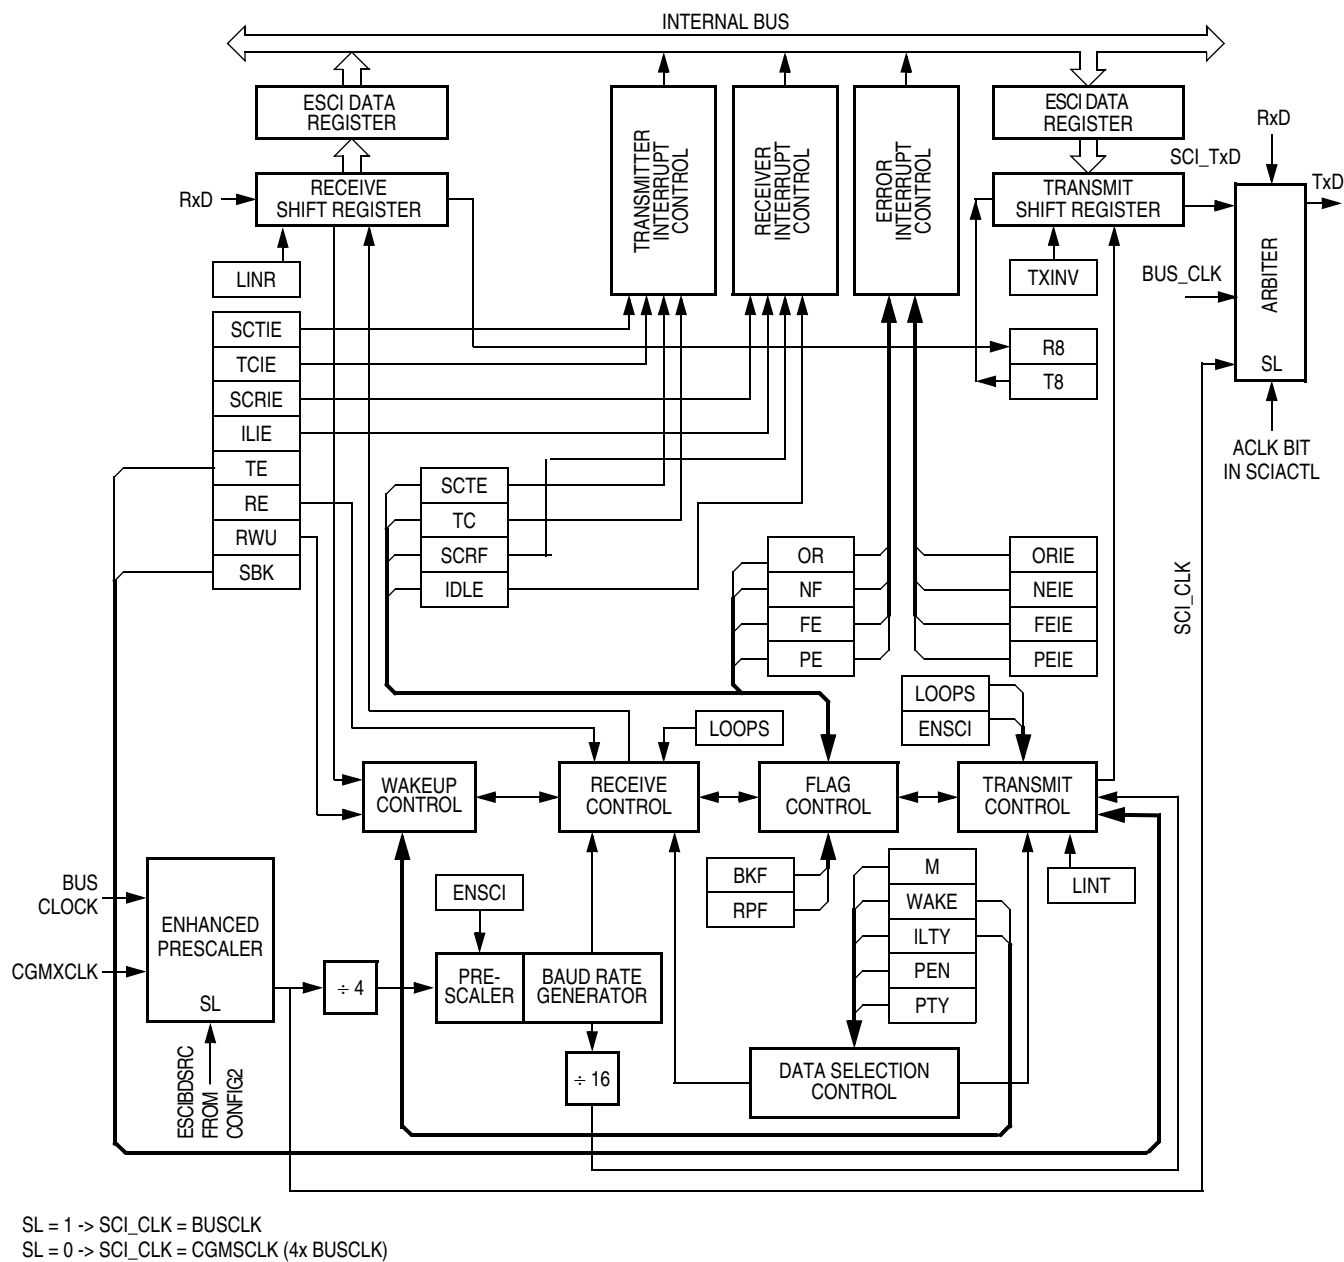 INTERNAL BUS
ESCI DATA
REGISTER
TRANSMITTER
INTERRUPT
CONTROL
RECEIVER
INTERRUPT
CONTROL
ERROR
INTERRUPT
CONTROL
ESCI DATA
REGISTER
RxD
SCI_TxD
TxD
RxD
RECEIVE
SHIFT REGISTER
TRANSMIT
SHIFT REGISTER
LINR
TXINV
BUS_CLK
ARBITER
SL
SCTIE
TCIE
SCRIE
ILIE
TE
RE
RWU
SBK
R8
T8
ACLK BIT
IN SCIACTL
SCTE
TC
SCRF
IDLE
OR
NF
FE
PE
ORIE
NEIE
FEIE
PEIE
SCI_CLK
LOOPS
ENSCI
LOOPS
WAKEUP
CONTROL
RECEIVE
CONTROL
FLAG
CONTROL
TRANSMIT
CONTROL
BKF
RPF
M
WAKE
ILTY
PEN
PTY
LINT
BUS
CLOCK
CGMXCLK
ENHANCED
PRESCALER
SL
ENSCI
÷ 4
PRE-
SCALER
BAUD RATE
GENERATOR
÷ 16
DATA SELECTION
CONTROL
ESCIBDSRC
FROM
CONFIG2
SL = 1 -> SCI_CLK = BUSCLK
SL = 0 -> SCI_CLK = CGMSCLK (4x BUSCLK)